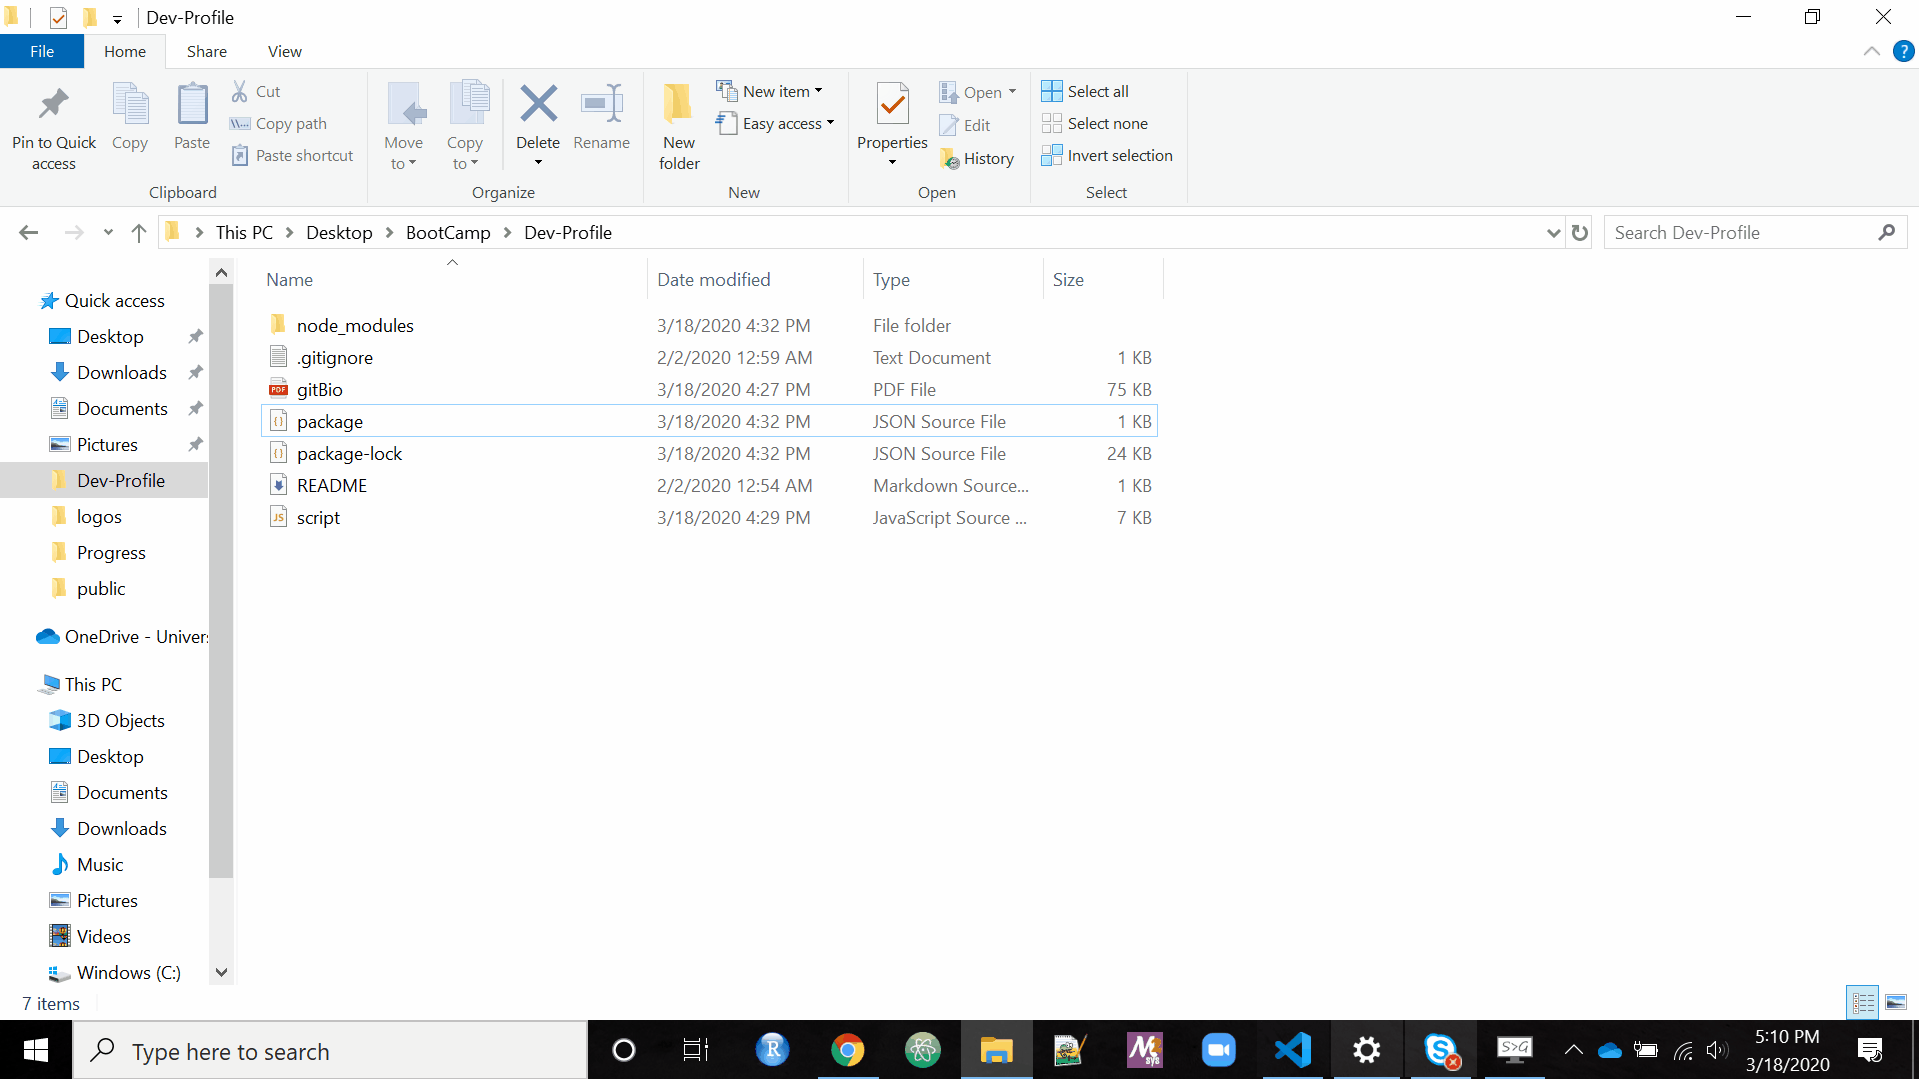 Dev-Profile
File Home Share View
Pin to Quick access
Copy
Paste
Cut
Copy path
Paste shortcut
Clipboard
Move to
Copy to
Delete
Rename
Organize
New folder
New item
Easy access
New
Properties
Open
Edit
History
Open
Select all
Select none
Invert selection
Select
This PC > Desktop > BootCamp > Dev-Profile
Search Dev-Profile
Quick access
Desktop
Downloads
Documents
Pictures
Dev-Profile
logos
Progress
public
OneDrive - Univer
This PC
3D Objects
Desktop
Documents
Downloads
Music
Pictures
Videos
Windows (C:)
Name Date modified Type Size
node_modules 3/18/2020 4:32 PM File folder
.gitignore 2/2/2020 12:59 AM Text Document 1 KB
PDF gitBio 3/18/2020 4:27 PM PDF File 75 KB
package 3/18/2020 4:32 PM JSON Source File 1 KB
package-lock 3/18/2020 4:32 PM JSON Source File 24 KB
README 2/2/2020 12:54 AM Markdown Source... 1 KB
JS script 3/18/2020 4:29 PM JavaScript Source ... 7 KB
7 items
Type here to search
R
S
S>G
5:10 PM
3/18/2020